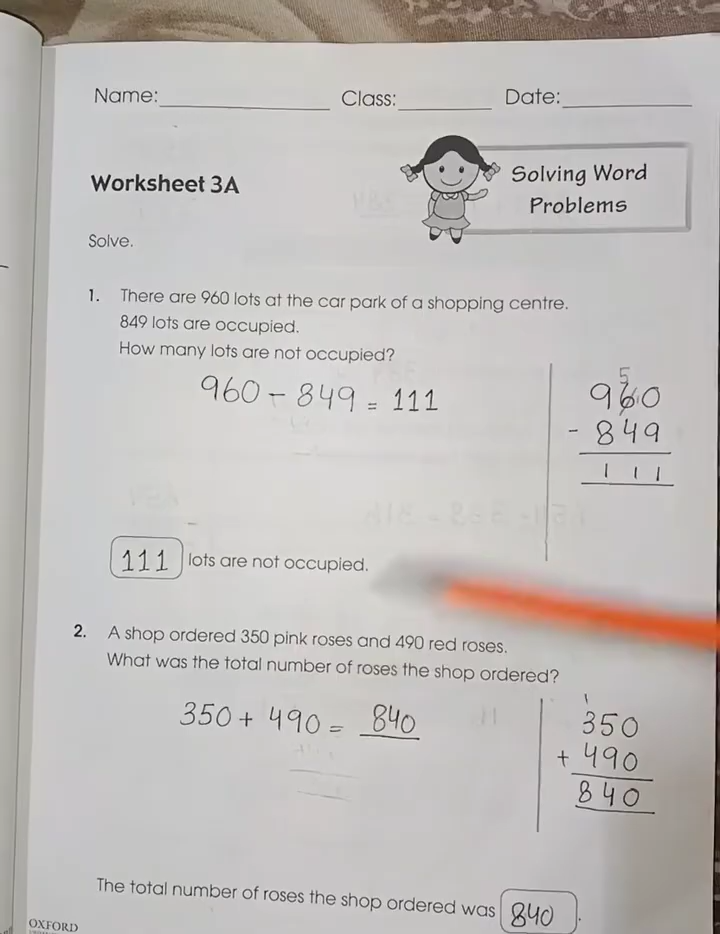 Name:
Class:
Date:
Worksheet 3A
Solving Word
Problems
Solve.
1. There are 960 lots at the car park of a shopping centre.
849 lots are occupied.
How many lots are not occupied?
960 - 849 = 111
5
960
- 849
111
111 lots are not occupied.
2. A shop ordered 350 pink roses and 490 red roses.
What was the total number of roses the shop ordered?
350 + 490 = 840
1
350
+ 490
840
The total number of roses the shop ordered was 840.
OXFORD